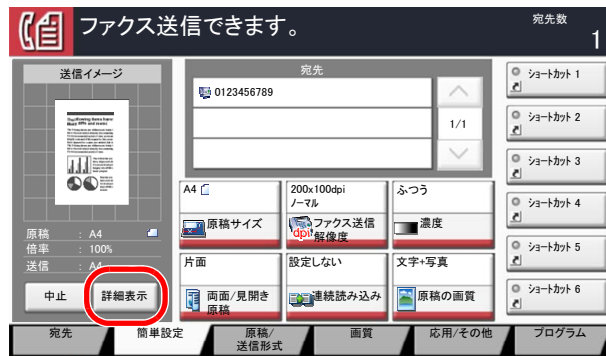 ファクス送信できます。
宛先数
1
送信イメージ
原稿 : A4
倍率 : 100%
送信 : A4
中止
詳細表示
宛先
0123456789
1/1
A4
原稿サイズ
200x100dpi
ノーマル
ファクス送信
解像度
dpi
ふつう
濃度
片面
両面/見開き
原稿
設定しない
連続読み込み
文字+写真
原稿の画質
ショートカット 1
ショートカット 2
ショートカット 3
ショートカット 4
ショートカット 5
ショートカット 6
宛先
簡単設定
原稿/
送信形式
画質
応用/その他
プログラム